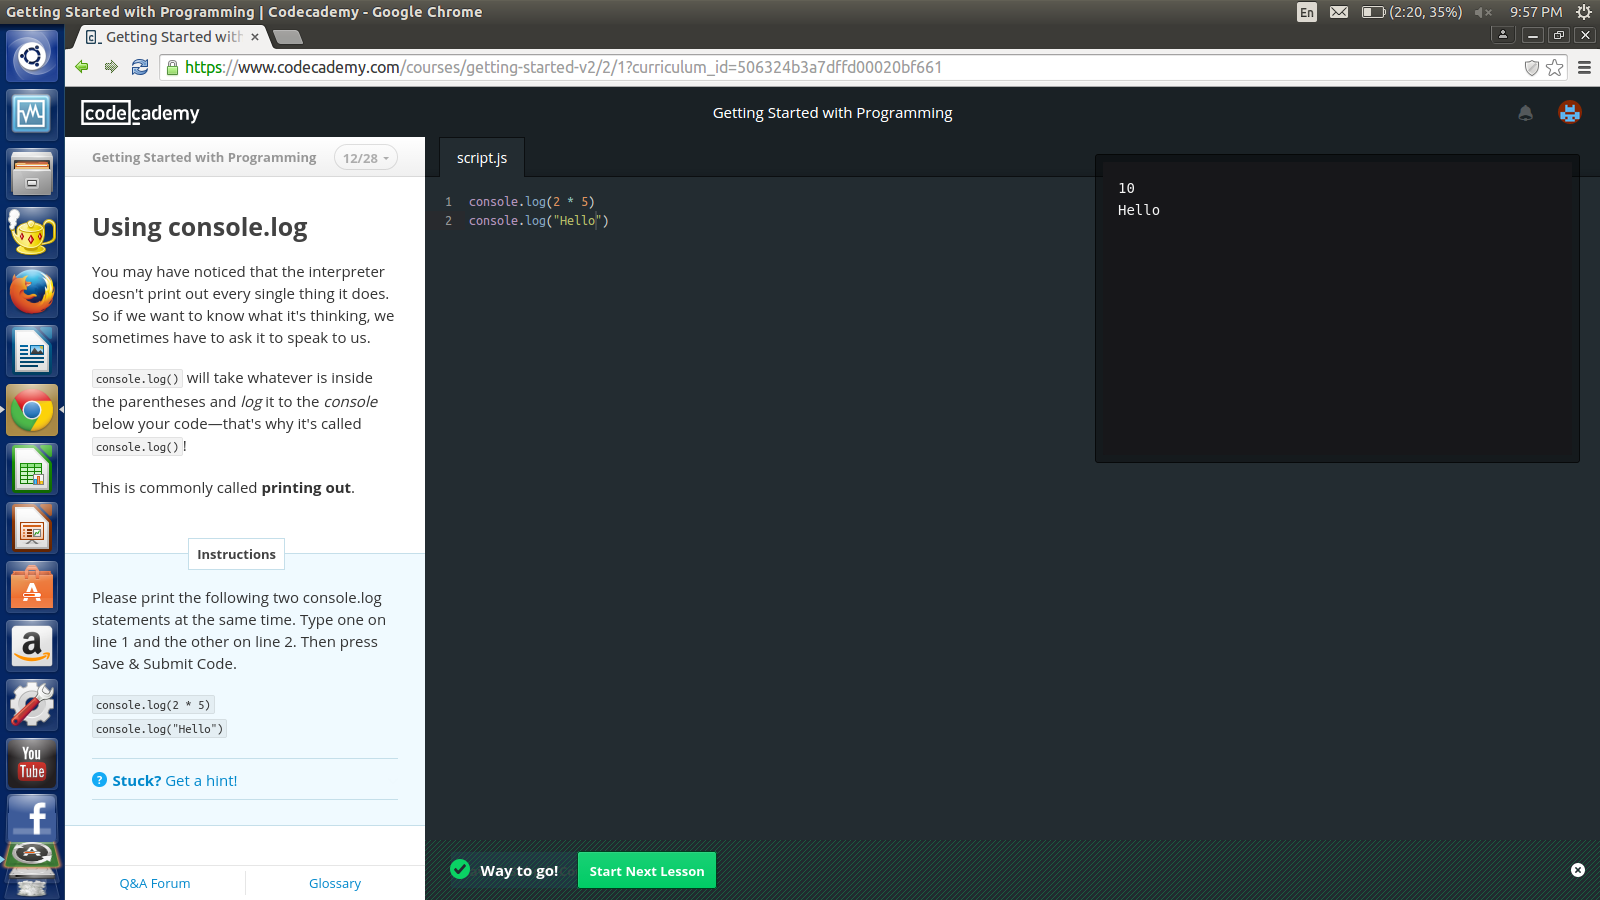 Getting Started with Programming | Codecademy - Google Chrome
En
(2:20, 35%)
9:57 PM
c_ Getting Started with
https://www.codecademy.com/courses/getting-started-v2/2/1?curriculum_id=506324b3a7dffd00020bf661
codecademy
Getting Started with Programming
Getting Started with Programming
12/28
script.js
Using console.log
You may have noticed that the interpreter
doesn't print out every single thing it does.
So if we want to know what it's thinking, we
sometimes have to ask it to speak to us.
console.log() will take whatever is inside
the parentheses and log it to the console
below your code—that's why it's called
console.log()!
This is commonly called printing out.
Instructions
Please print the following two console.log
statements at the same time. Type one on
line 1 and the other on line 2. Then press
Save & Submit Code.
console.log(2 * 5)
console.log("Hello")
? Stuck? Get a hint!
Q&A Forum
Glossary
1 console.log(2 * 5)
2 console.log("Hello")
10
Hello
Way to go!
Start Next Lesson
a
You
Tube
f